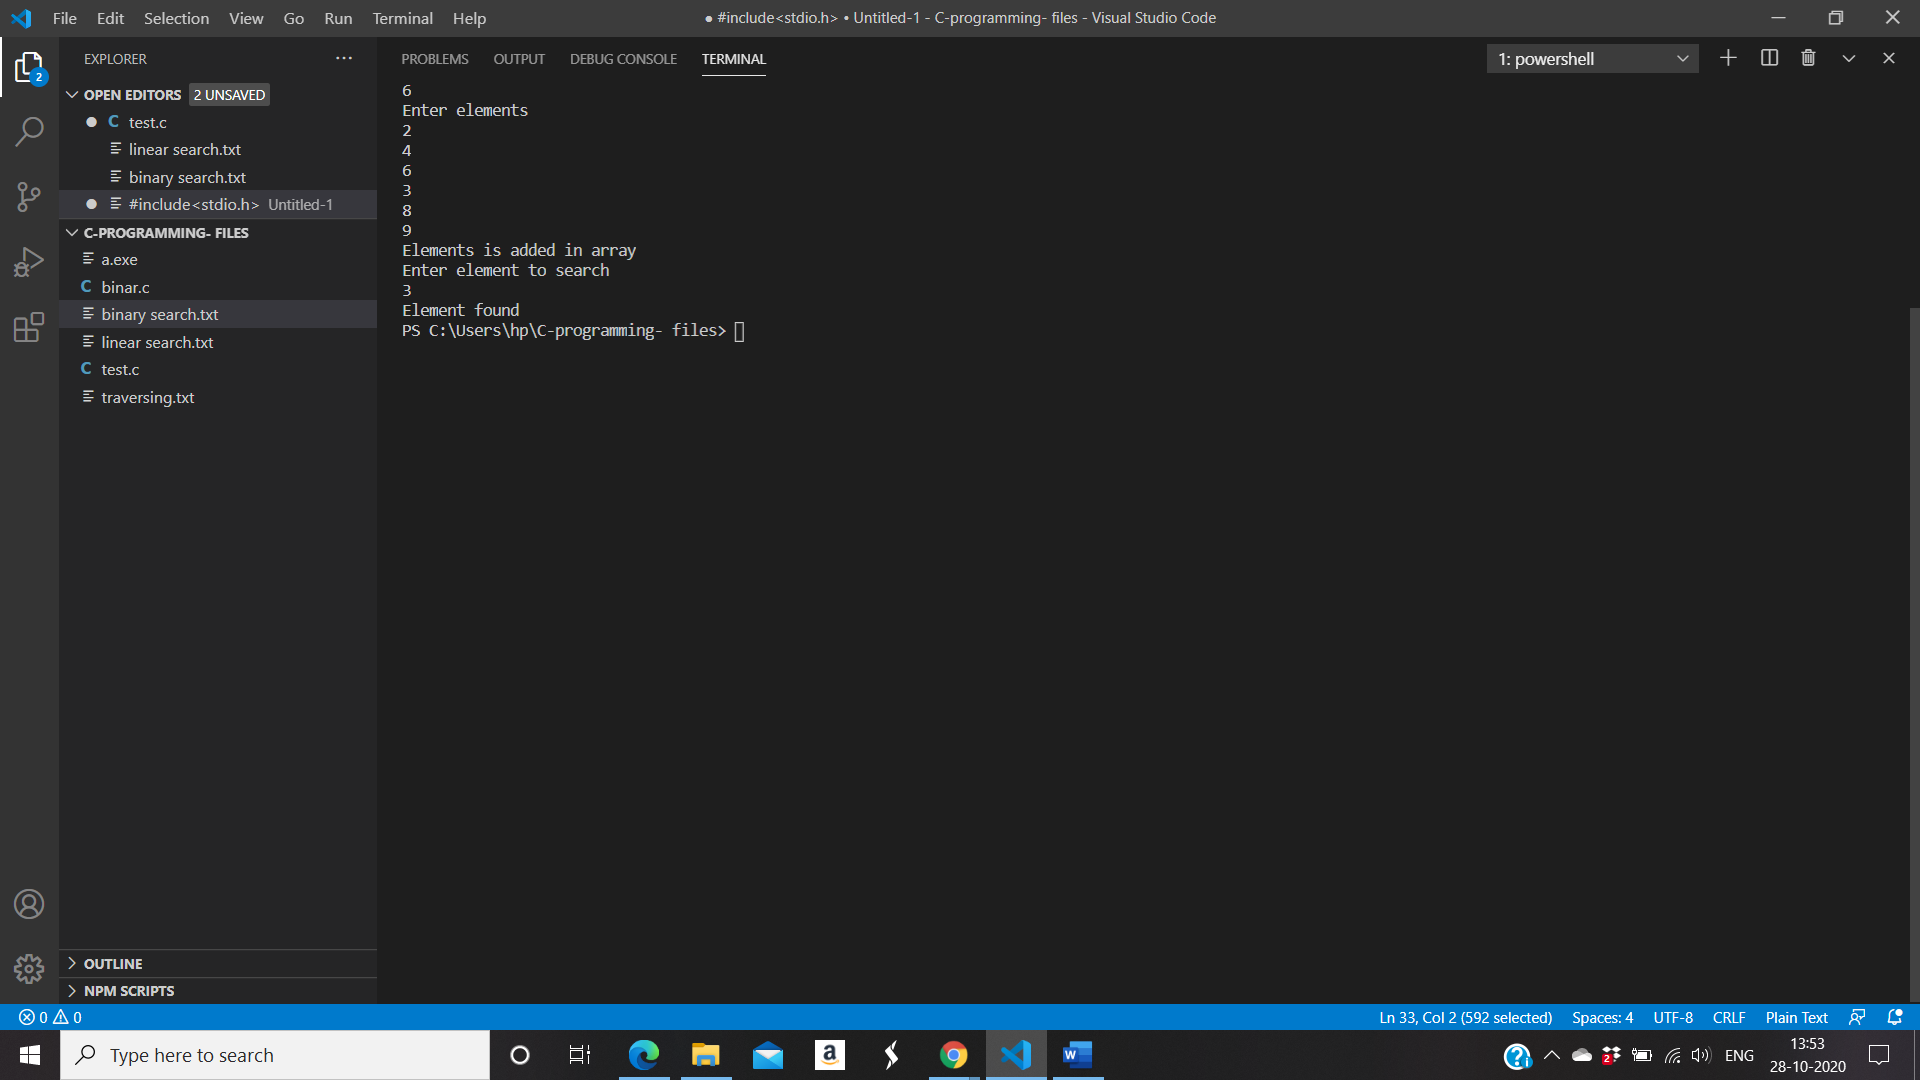 File Edit Selection View Go Run Terminal Help
● #include<stdio.h> • Untitled-1 - C-programming- files - Visual Studio Code
EXPLORER
OPEN EDITORS 2 UNSAVED
C test.c
linear search.txt
binary search.txt
#include<stdio.h> Untitled-1
C-PROGRAMMING- FILES
a.exe
C binar.c
binary search.txt
linear search.txt
C test.c
traversing.txt
OUTLINE
NPM SCRIPTS
2
PROBLEMS OUTPUT DEBUG CONSOLE TERMINAL
1: powershell
6
Enter elements
2
4
6
3
8
9
Elements is added in array
Enter element to search
3
Element found
PS C:\Users\hp\C-programming- files>
0 0
Ln 33, Col 2 (592 selected) Spaces: 4 UTF-8 CRLF Plain Text
Type here to search
a
W
2
ENG
13:53
28-10-2020